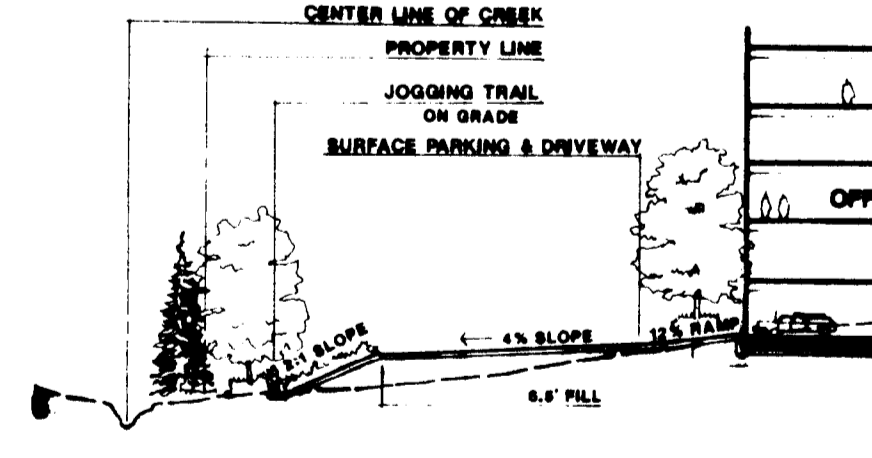 CENTER LINE OF CREEK
PROPERTY LINE
JOGGING TRAIL
ON GRADE
SURFACE PARKING & DRIVEWAY
OFF
2:1 SLOPE
4% SLOPE
12% RAMP
6.5' FILL